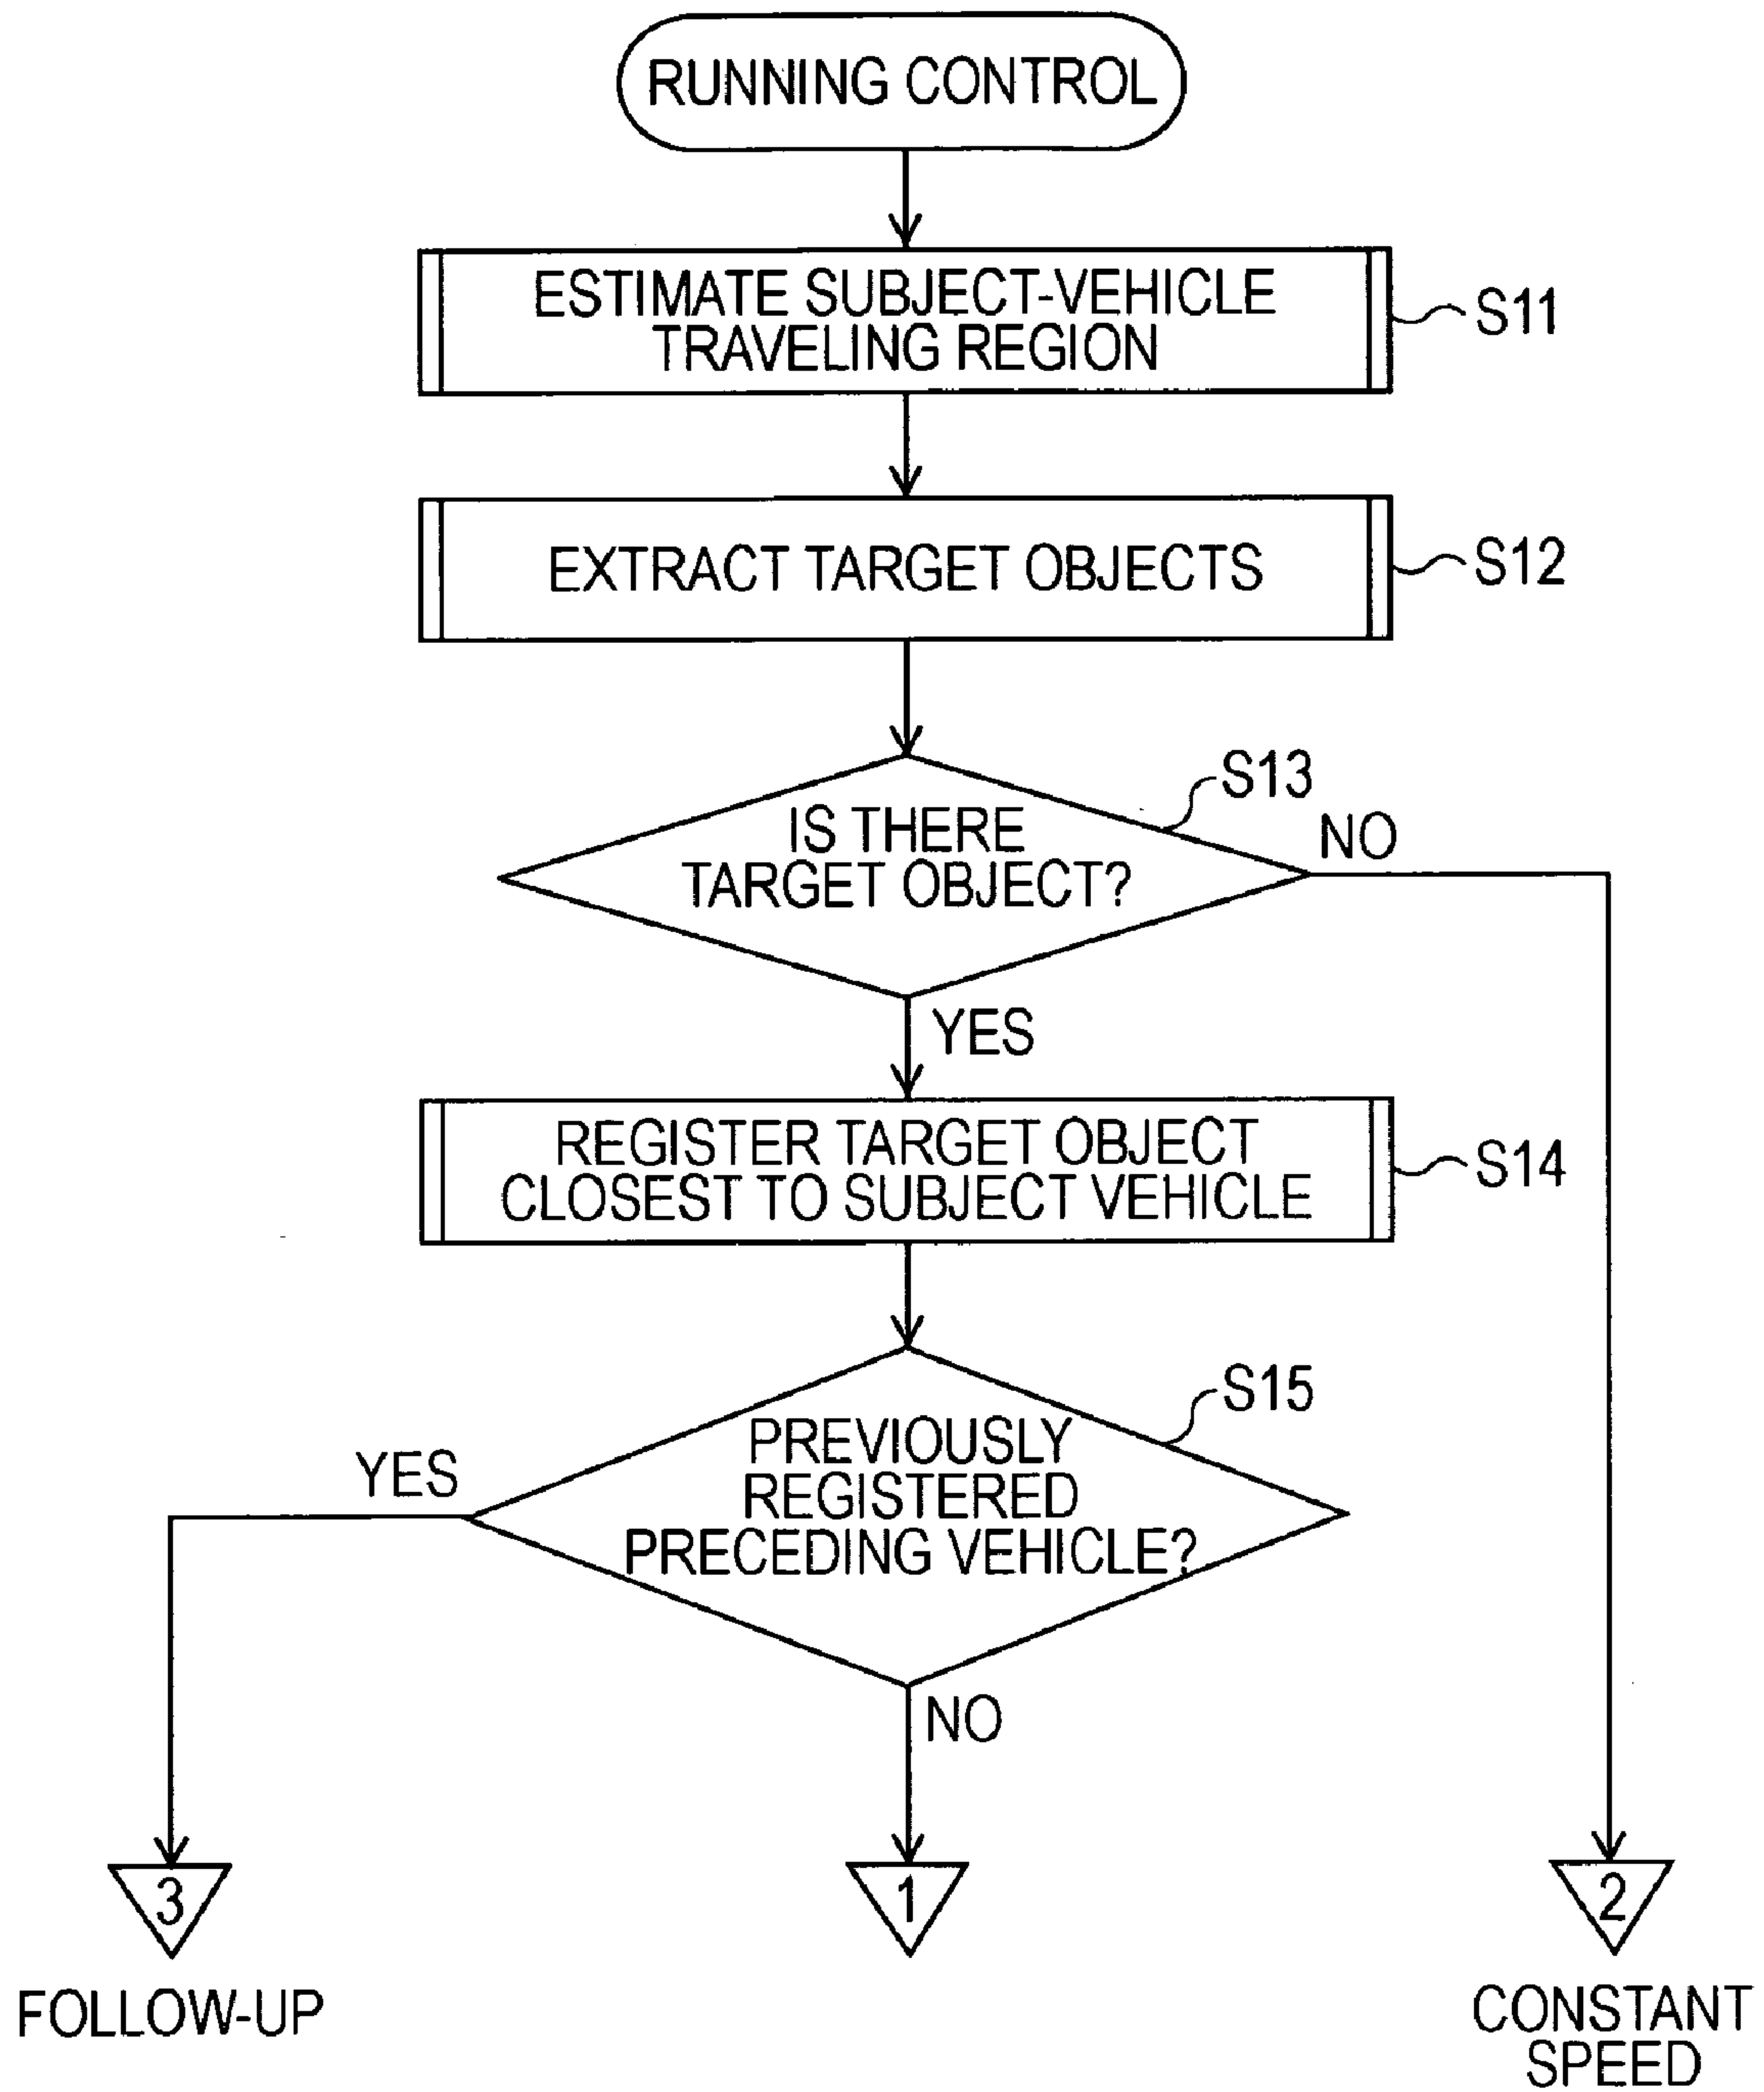 RUNNING CONTROL
ESTIMATE SUBJECT-VEHICLE
TRAVELING REGION
S11
EXTRACT TARGET OBJECTS
S12
S13
IS THERE
TARGET OBJECT?
NO
YES
REGISTER TARGET OBJECT
CLOSEST TO SUBJECT VEHICLE
S14
S15
PREVIOUSLY
REGISTERED
PRECEDING VEHICLE?
YES
NO
3
1
2
FOLLOW-UP
CONSTANT
SPEED